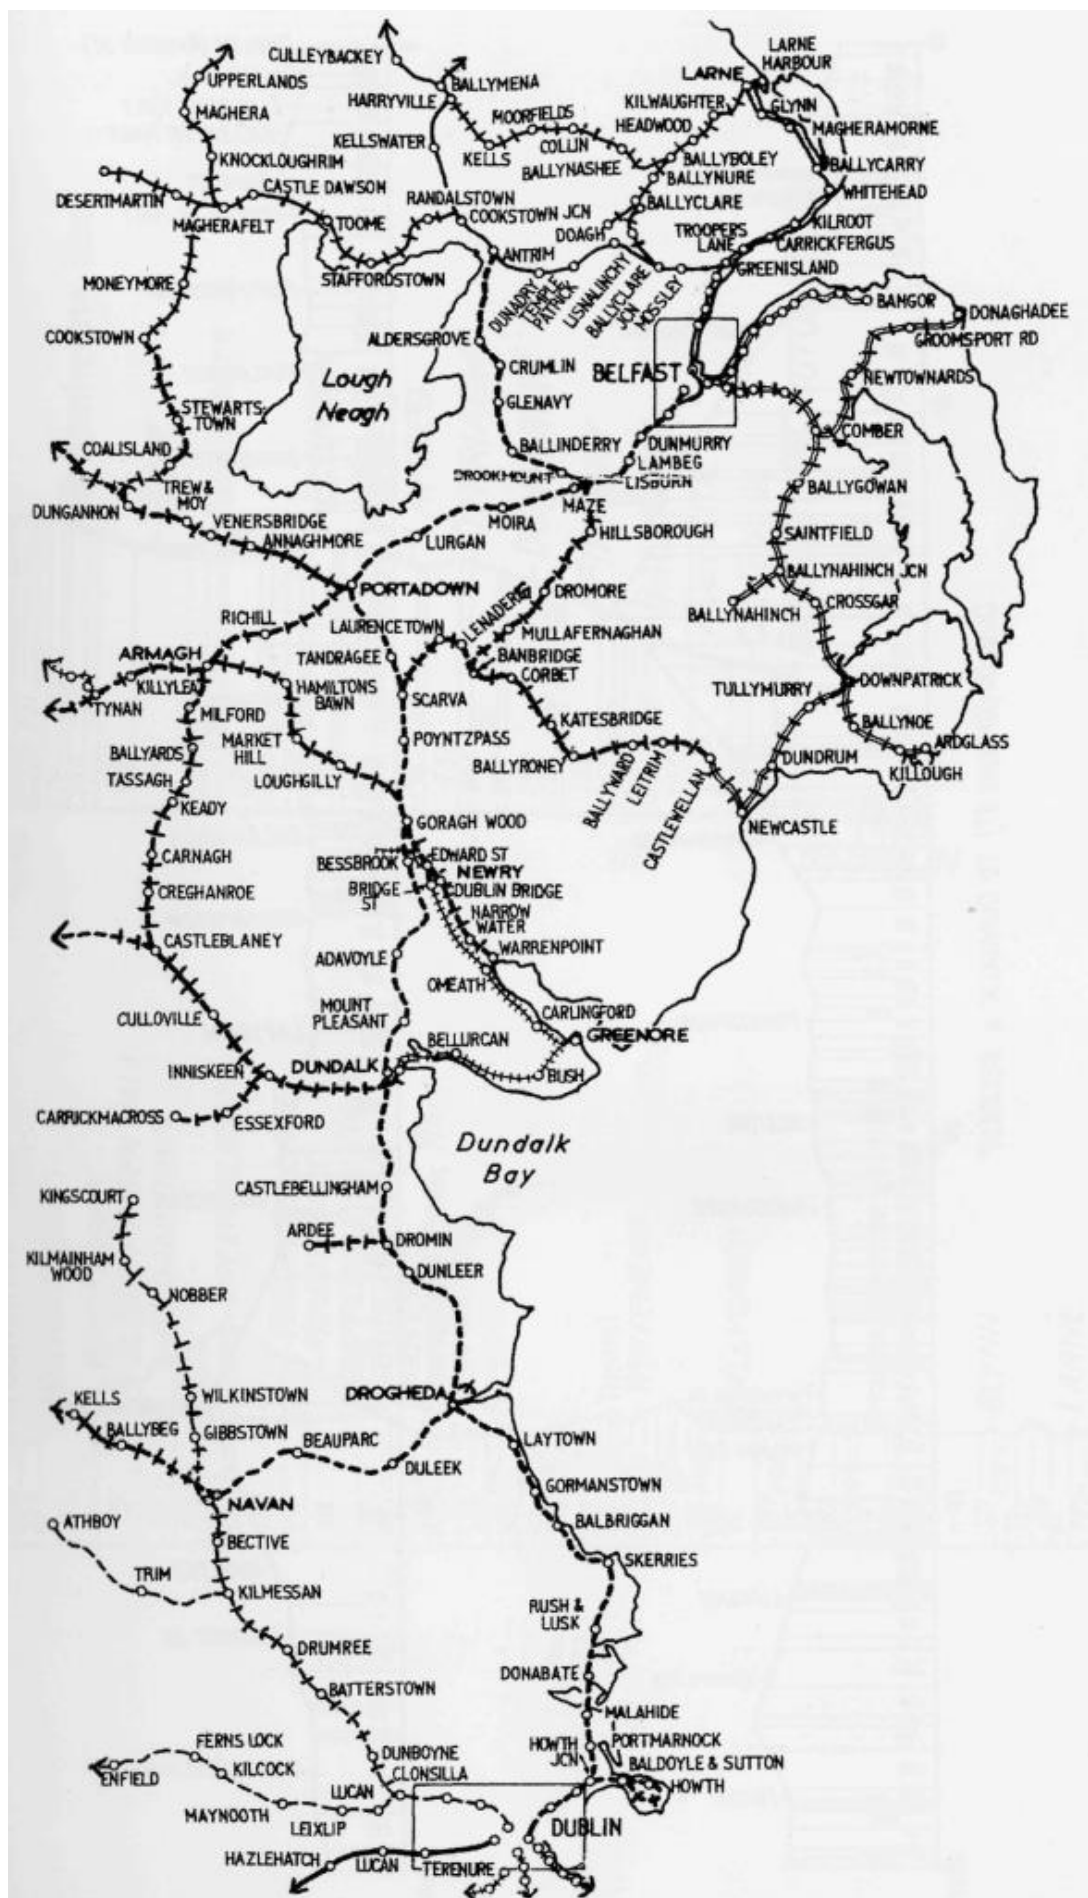 CULLEYBACKEY
LARNE
HARBOUR
UPPERLANDS
BALLYMENA
LARNE
HARRYVILLE
MOORFIELDS
KILWAUGHTER
GLYNN
MAGHERA
HEADWOOD
MAGHERAMORNE
KELLSWATER
COLLIN
KELLS
BALLYNASHEE
BALLYBOLEY
BALLYCARRY
KNOCKLOUGHRIM
BALLYNURE
WHITEHEAD
DESERTMARTIN
CASTLE DAWSON
RANDALSTOWN
BALLYCLARE
MAGHERAFELT
TOOME
COOKSTOWN JCN
DOAGH
TROOPERS
LANE
KILROOT
CARRICKFERGUS
ANTRIM
GREENISLAND
STAFFORDSTOWN
MONEYMORE
DUNADRY
TEMPLE
PATRICK
LISNALINCHY
BALLYCLARE
JCN
MOSSLEY
BANGOR
DONAGHADEE
GROOMSPORT RD
COOKSTOWN
ALDERSGROVE
CRUMLIN
BELFAST
NEWTOWNARDS
Lough
Neagh
GLENAVY
STEWARTS
TOWN
COMBER
COALISLAND
BALLINDERRY
DUNMURRY
LAMBEG
BROOKMOUNT
LISBURN
TREW &
MOY
MAZE
BALLYGOWAN
DUNGANNON
VENERSBRIDGE
MOIRA
ANNAGHMORE
LURGAN
HILLSBOROUGH
SAINTFIELD
PORTADOWN
DROMORE
BALLYNAHINCH JCN
BALLYNAHINCH
CROSSGAR
RICHILL
LAURENCETOWN
LENADERG
MULLAFERNAGHAN
ARMAGH
TANDRAGEE
BANBRIDGE
KILLYLEA
HAMILTONS
BAWN
CORBET
TULLYMURRY
DOWNPATRICK
TYNAN
MILFORD
SCARVA
BALLYNOE
MARKET
HILL
POYNTZPASS
KATESBRIDGE
BALLYARDS
ARDGLASS
TASSAGH
LOUGHGILLY
BALLYRONEY
BALLYWARD
LEITRIM
CASTLEWELLAN
DUNDRUM
KILLOUGH
KEADY
GORAGH WOOD
NEWCASTLE
CARNAGH
BESSBROOK
EDWARD ST
NEWRY
CREGHANROE
BRIDGE
ST
DUBLIN BRIDGE
NARROW
WATER
CASTLEBLANEY
WARRENPOINT
ADAVOYLE
OMEATH
CULLOVILLE
MOUNT
PLEASANT
CARLINGFORD
GREENORE
BELLURCAN
INNISKEEN
DUNDALK
BUSH
CARRICKMACROSS
ESSEXFORD
Dundalk
Bay
KINGSCOURT
CASTLEBELLINGHAM
ARDEE
DROMIN
KILMAINHAM
WOOD
DUNLEER
NOBBER
KELLS
WILKINSTOWN
DROGHEDA
BALLYBEG
GIBBSTOWN
BEAUPARC
LAYTOWN
DULEEK
GORMANSTOWN
NAVAN
ATHBOY
BALBRIGGAN
BECTIVE
SKERRIES
TRIM
KILMESSAN
RUSH &
LUSK
DRUMREE
DONABATE
BATTERSTOWN
MALAHIDE
FERNS LOCK
DUNBOYNE
HOWTH
JCN
PORTMARNOCK
ENFIELD
KILCOCK
CLONSILLA
BALDOYLE & SUTTON
HOWTH
MAYNOOTH
LUCAN
LEIXLIP
DUBLIN
HAZLEHATCH
LUCAN
TERENURE